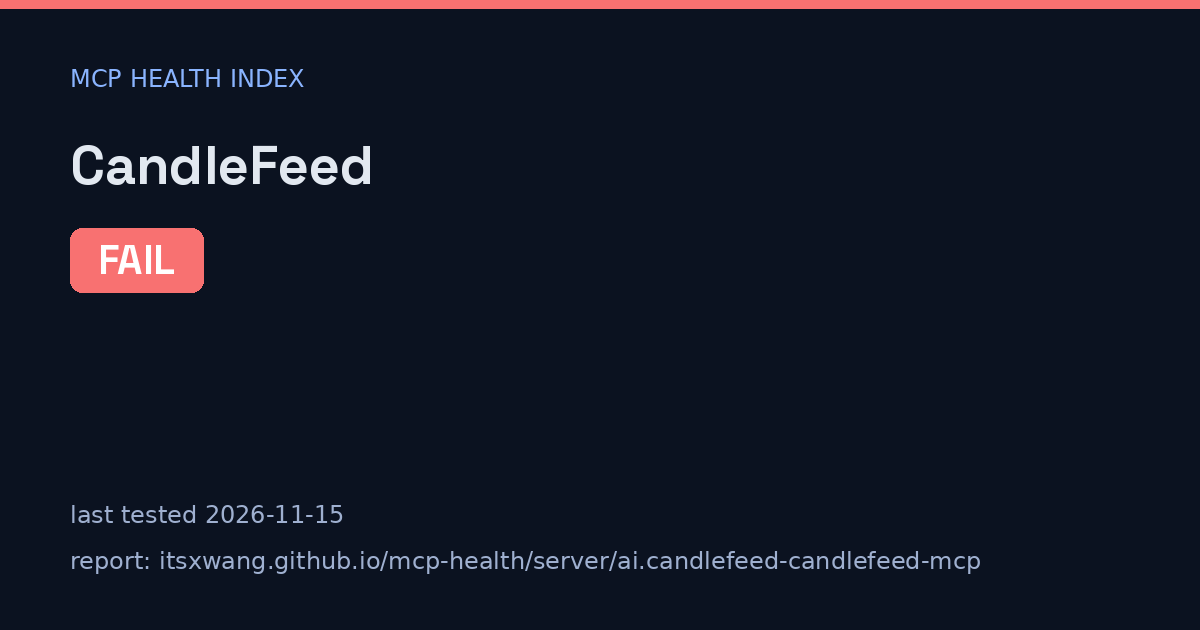 MCP HEALTH INDEX
CandleFeed
FAIL
last tested 2026-11-15
report: itsxwang.github.io/mcp-health/server/ai.candlefeed-candlefeed-mcp